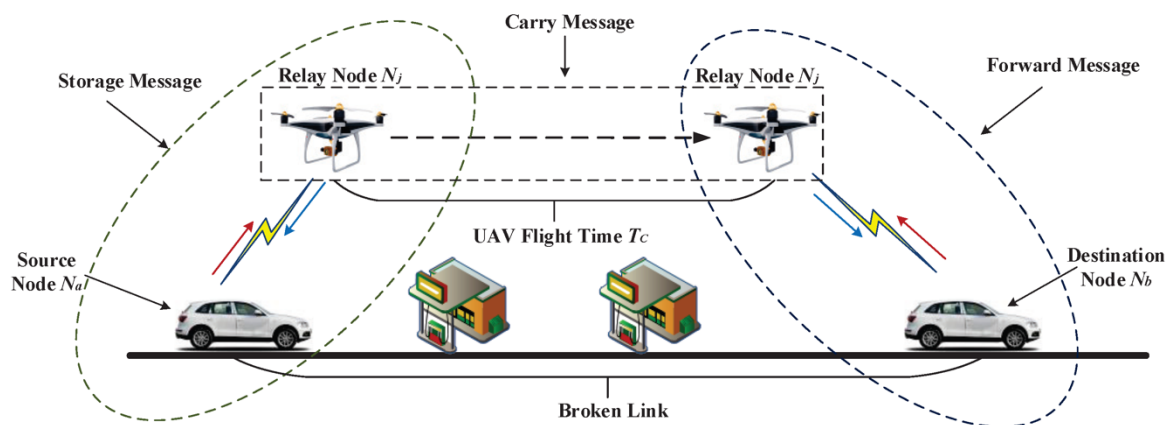 Carry Message
Relay Node Nj
Relay Node Nj
Storage Message
Forward Message
UAV Flight Time TC
Source
Node Na
Destination
Node Nb
Broken Link